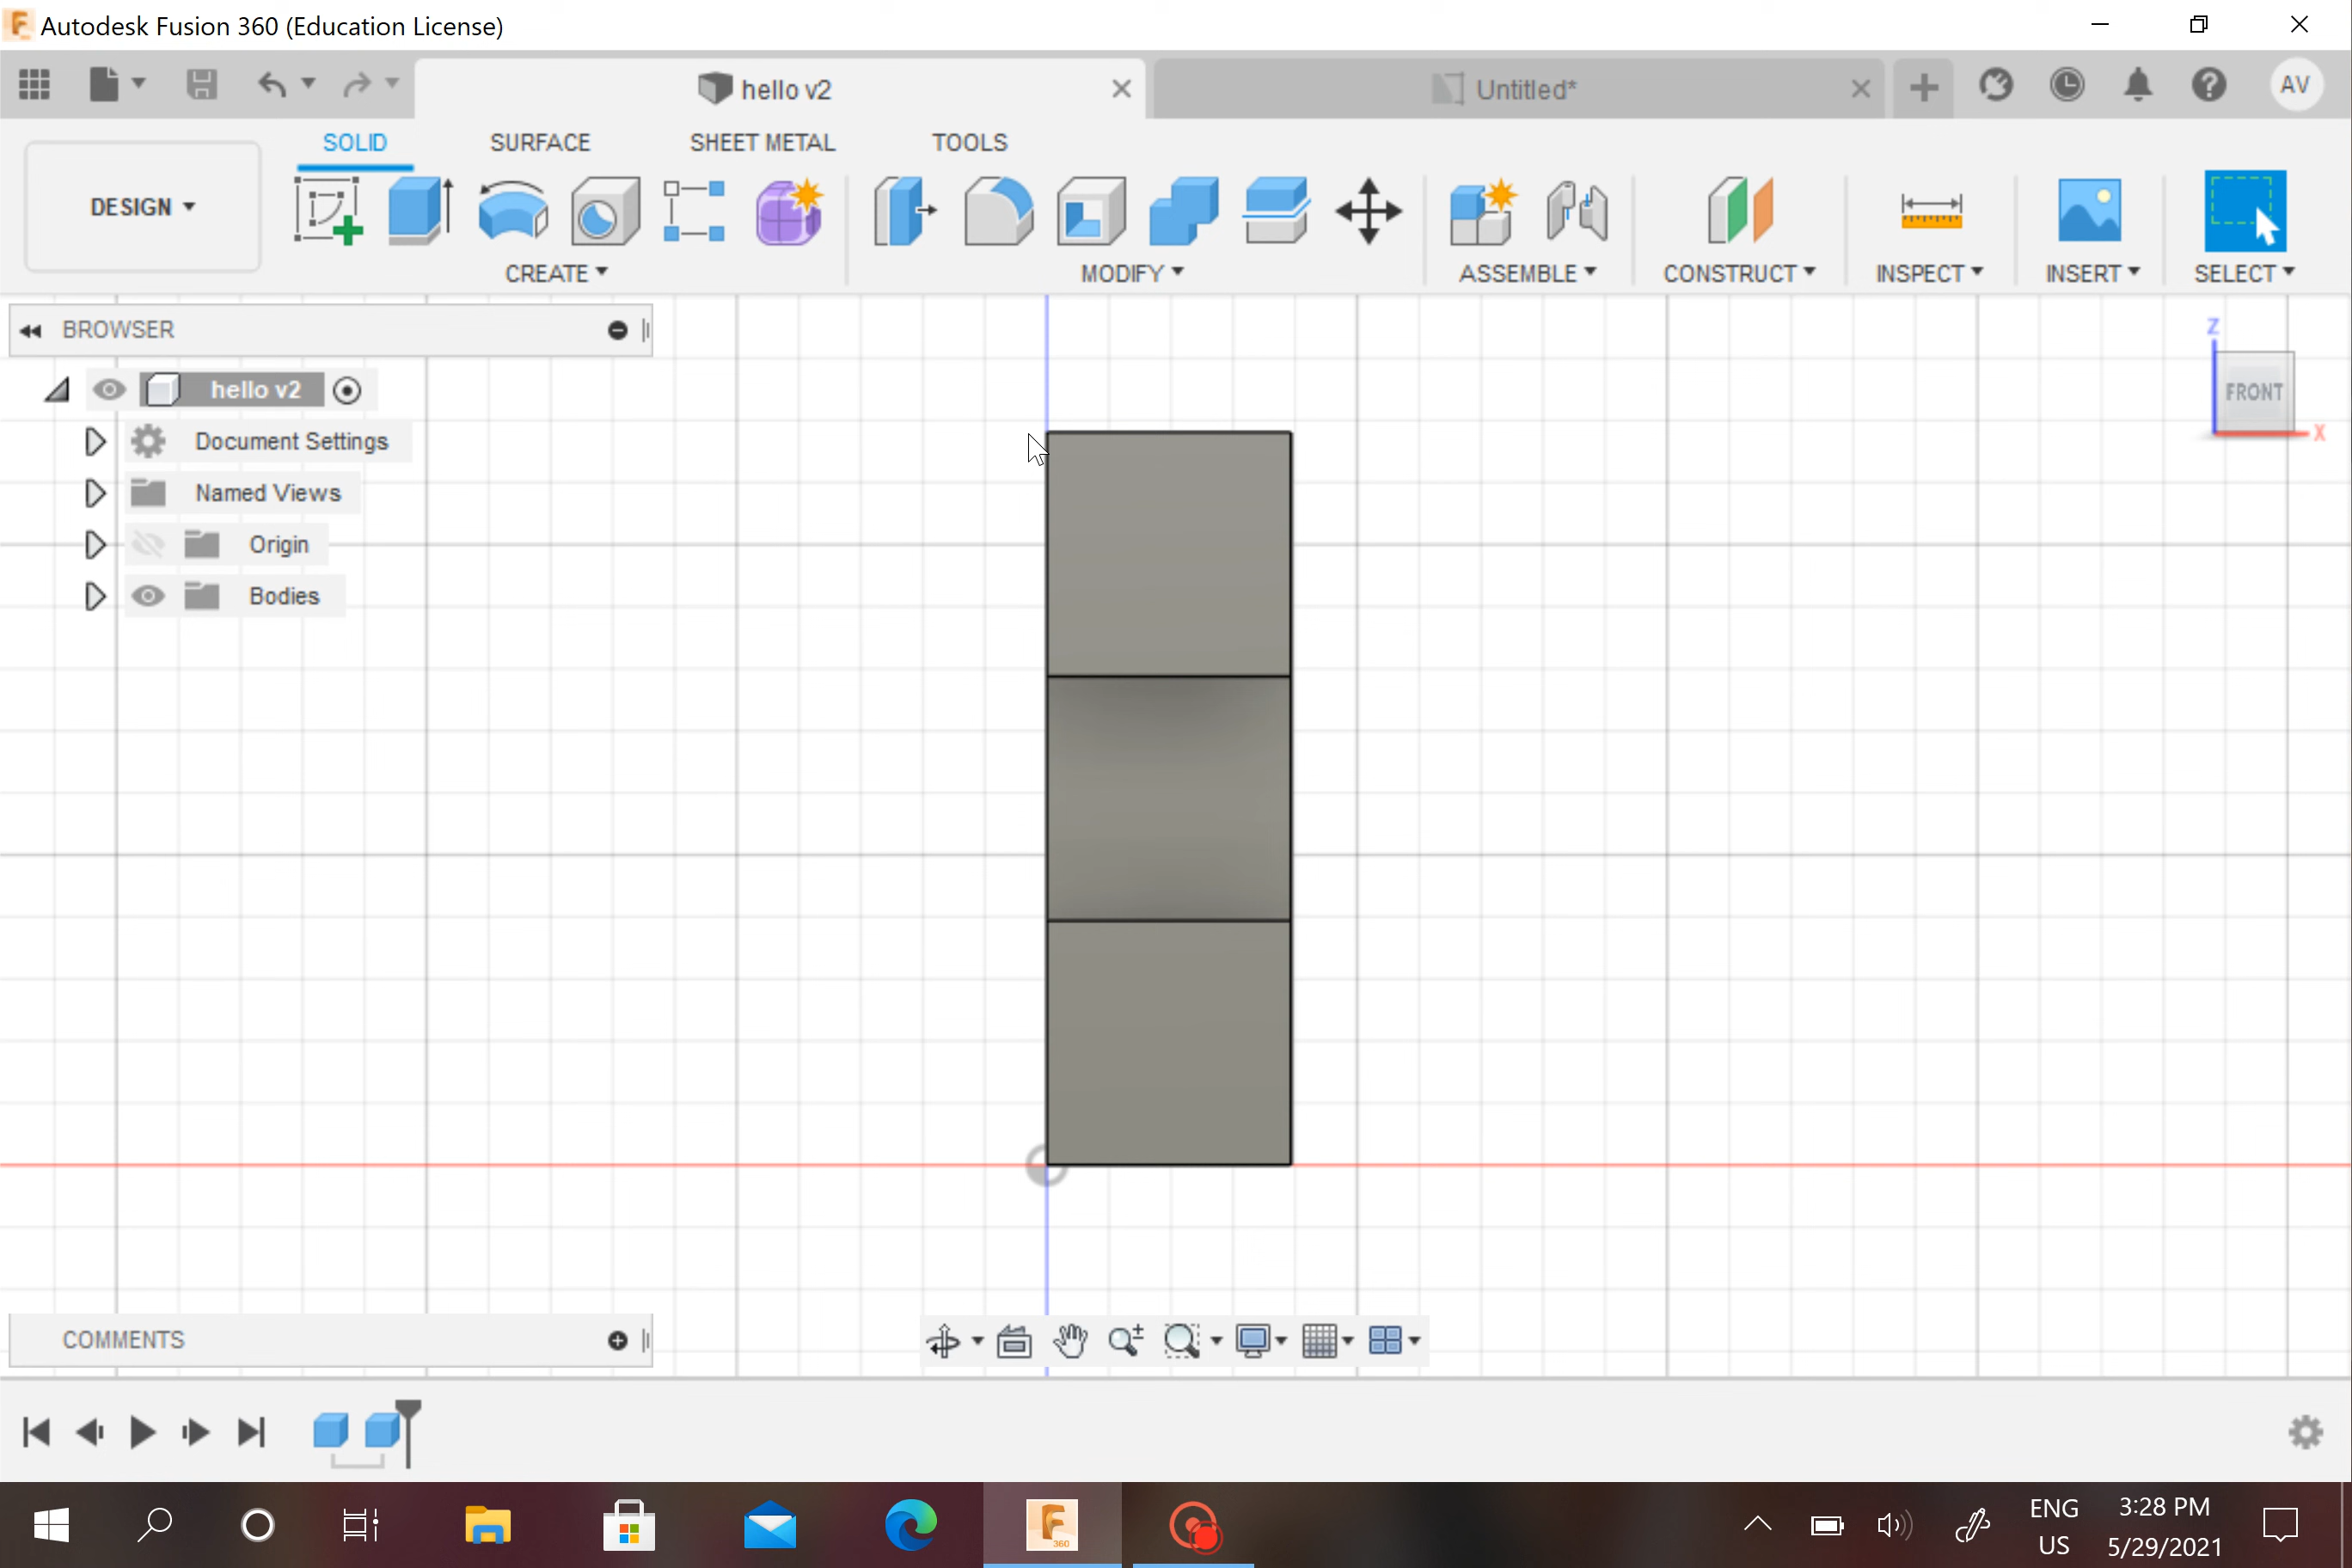 Autodesk Fusion 360 (Education License)
hello v2
Untitled*
AV
SOLID
SURFACE
SHEET METAL
TOOLS
DESIGN
CREATE
MODIFY
ASSEMBLE
CONSTRUCT
INSPECT
INSERT
SELECT
BROWSER
hello v2
Document Settings
Named Views
Origin
Bodies
Z
FRONT
X
COMMENTS
360
ENG
US
3:28 PM
5/29/2021